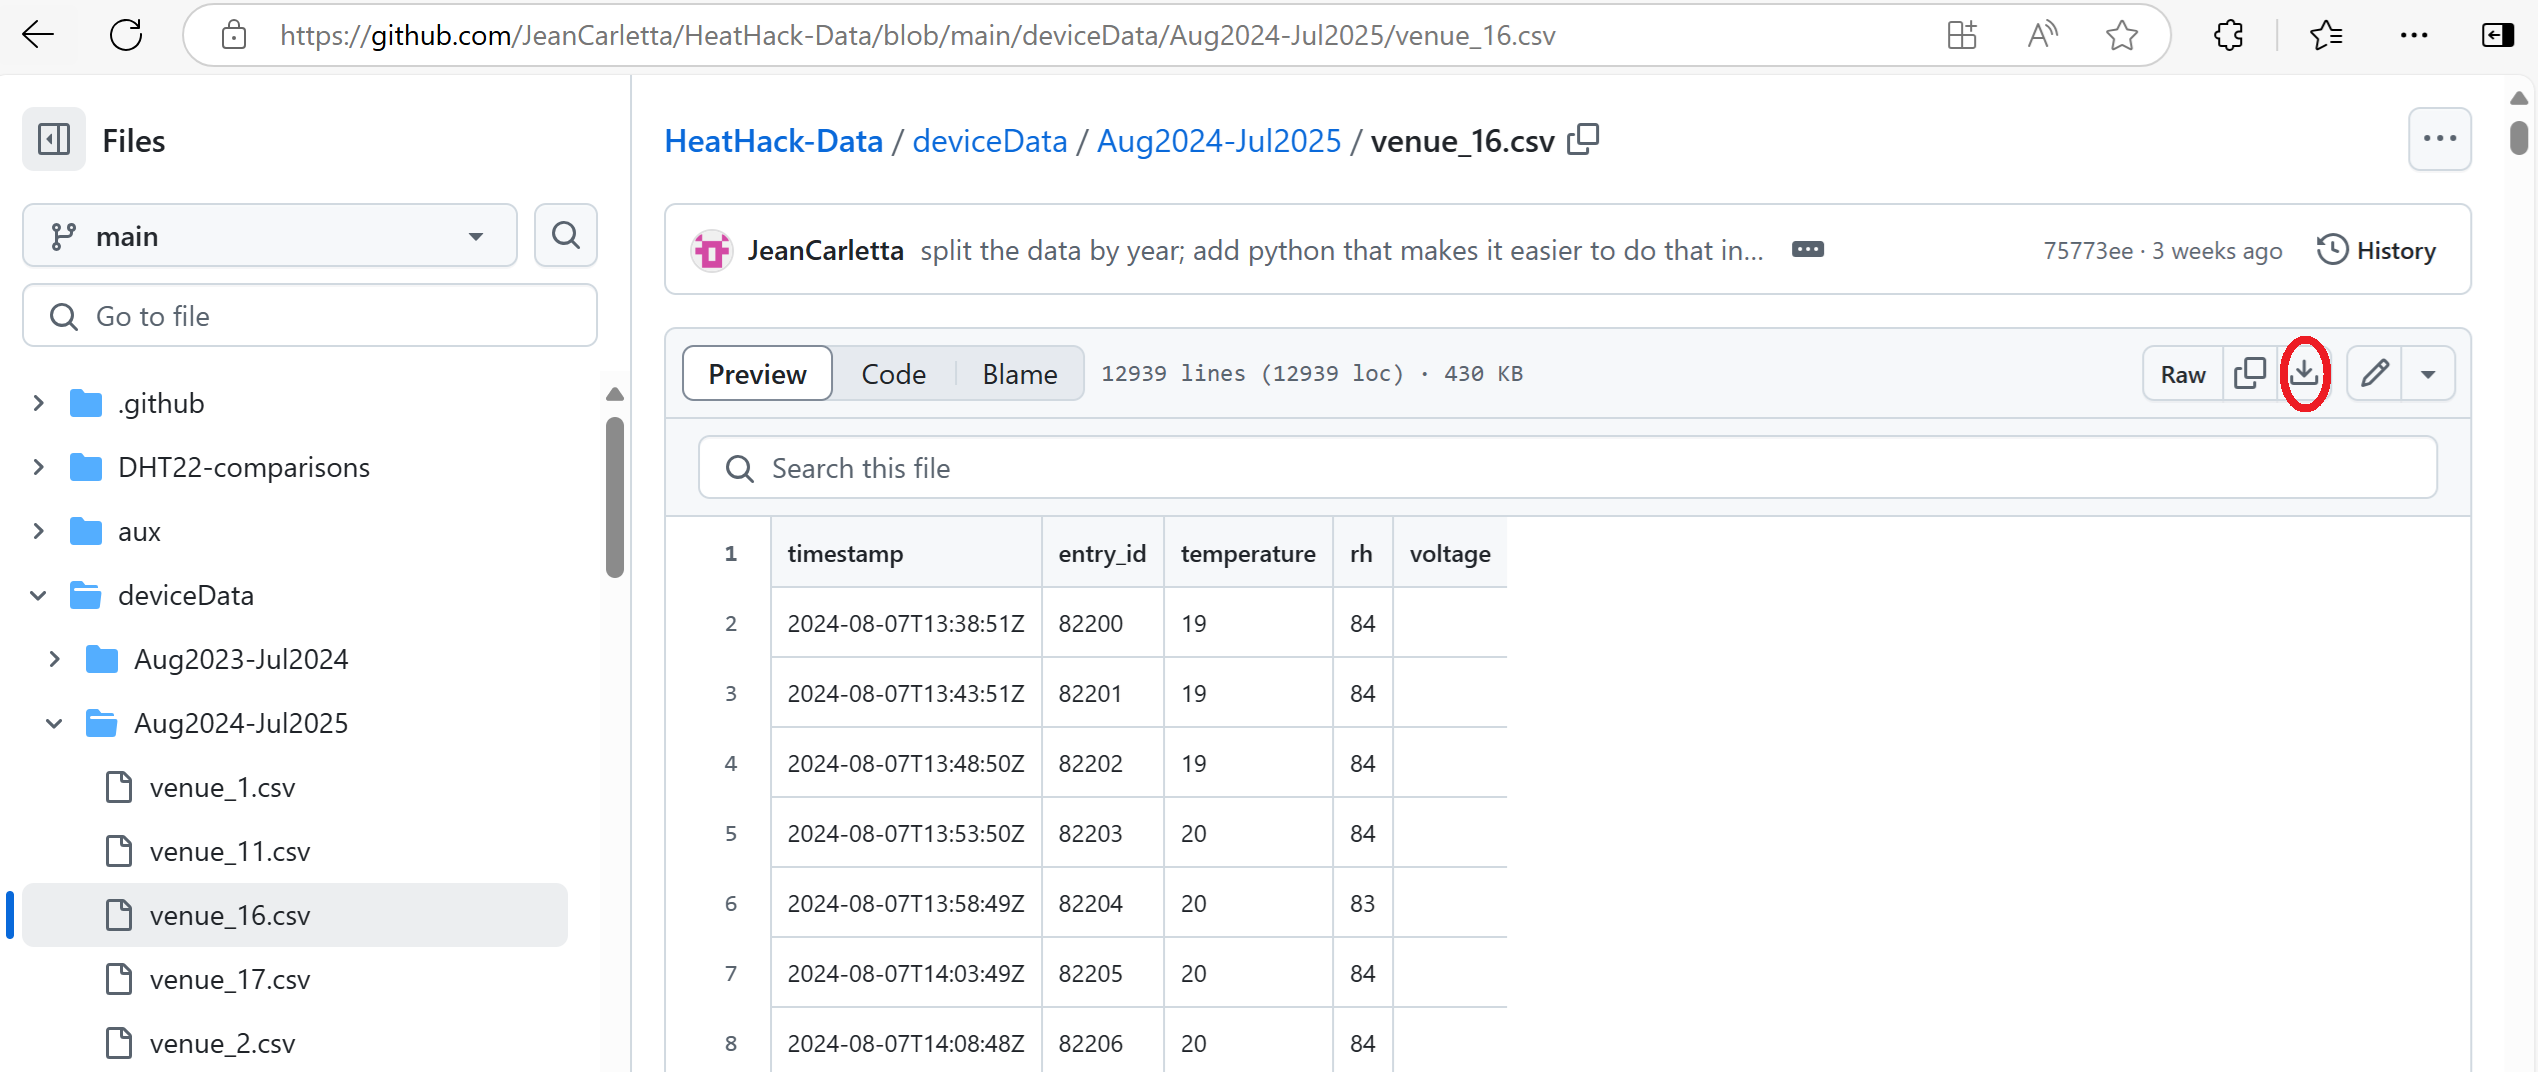 https://github.com/JeanCarletta/HeatHack-Data/blob/main/deviceData/Aug2024-Jul2025/venue_16.csv
Files
main
Go to file
.github
DHT22-comparisons
aux
deviceData
Aug2023-Jul2024
Aug2024-Jul2025
venue_1.csv
venue_11.csv
venue_16.csv
venue_17.csv
venue_2.csv
HeatHack-Data / deviceData / Aug2024-Jul2025 / venue_16.csv
JeanCarletta split the data by year; add python that makes it easier to do that in... 75773ee · 3 weeks ago History
Preview Code Blame 12939 lines (12939 loc) · 430 KB Raw
Search this file
1 timestamp entry_id temperature rh voltage
2 2024-08-07T13:38:51Z 82200 19 84
3 2024-08-07T13:43:51Z 82201 19 84
4 2024-08-07T13:48:50Z 82202 19 84
5 2024-08-07T13:53:50Z 82203 20 84
6 2024-08-07T13:58:49Z 82204 20 83
7 2024-08-07T14:03:49Z 82205 20 84
8 2024-08-07T14:08:48Z 82206 20 84